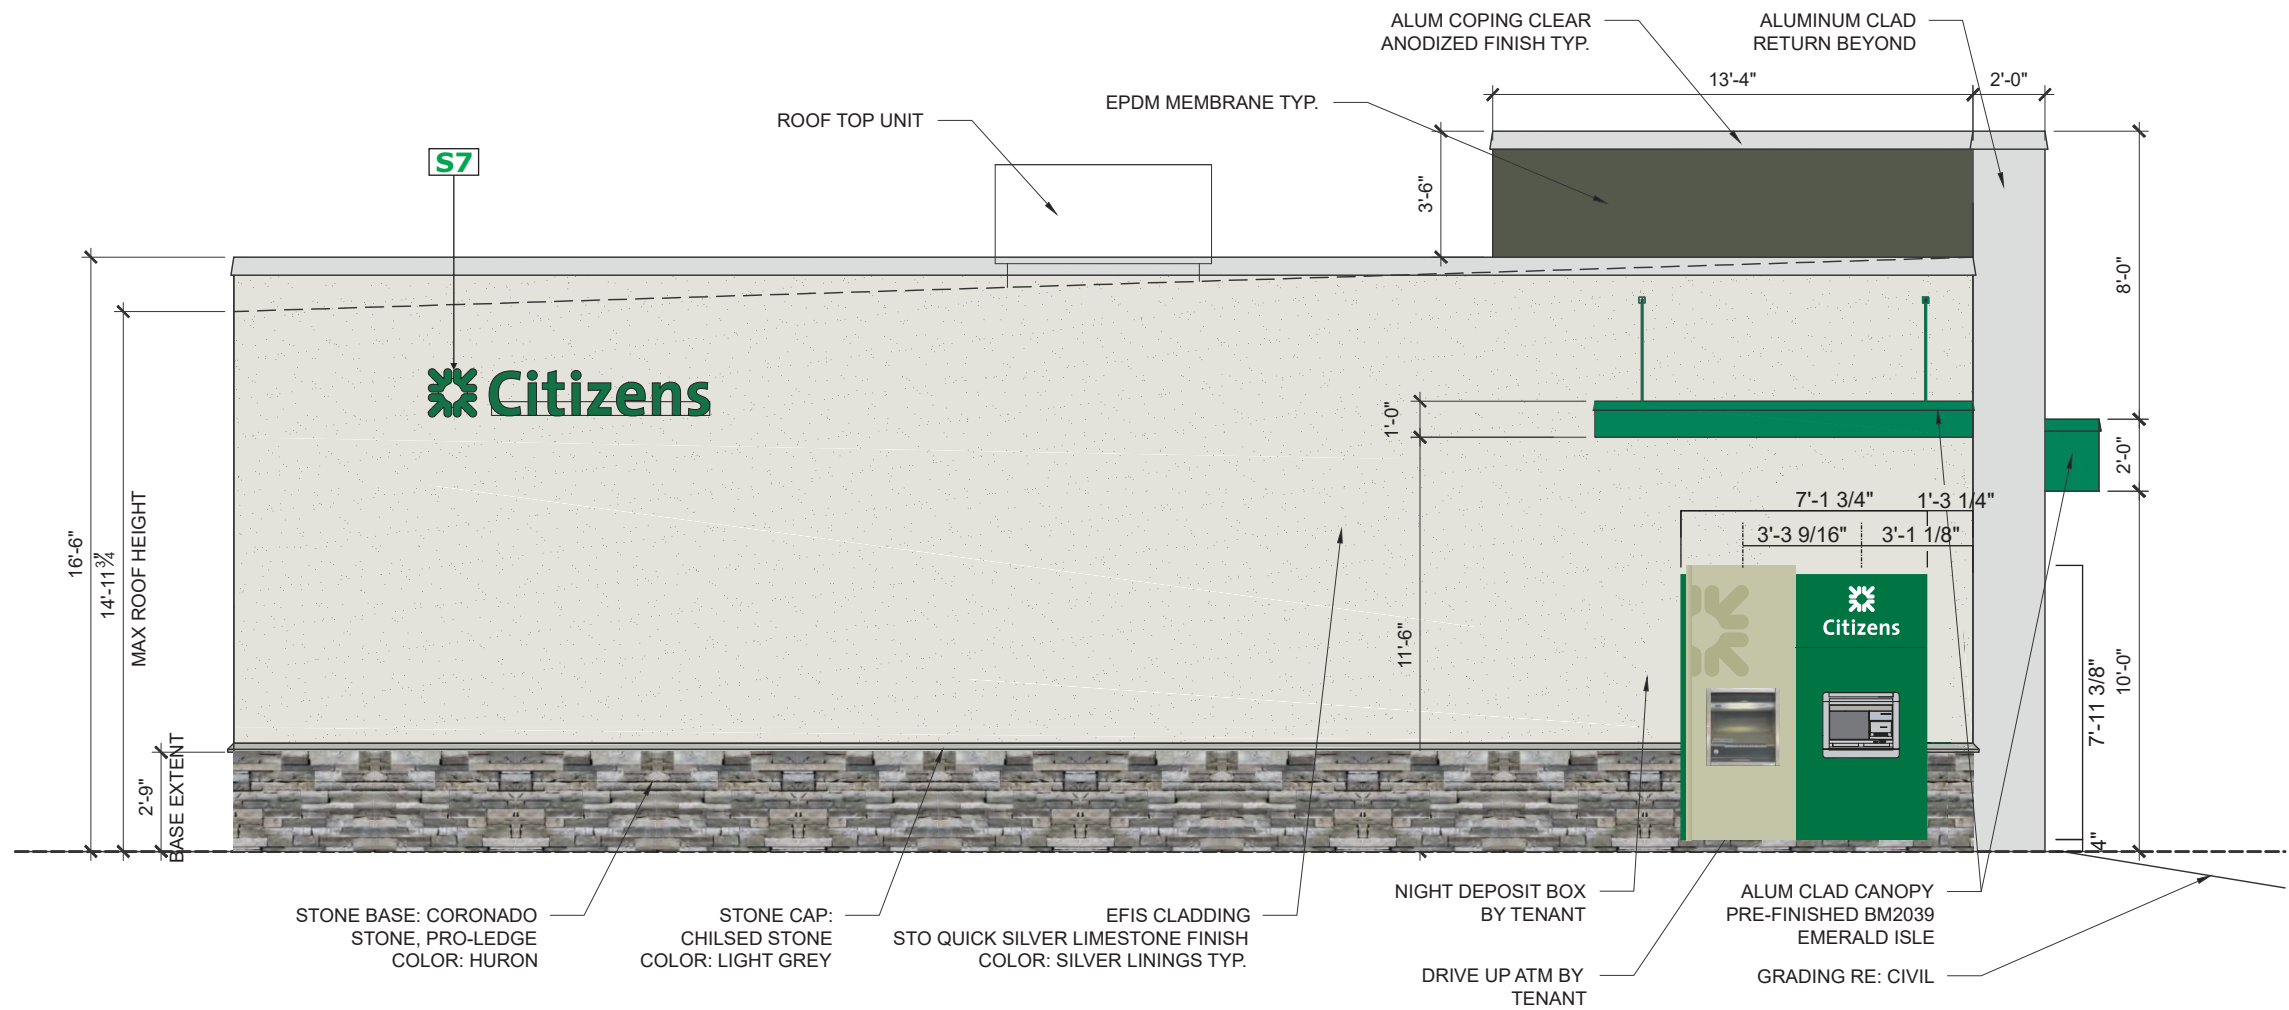 ALUM COPING CLEAR
ANODIZED FINISH TYP.
ALUMINUM CLAD
RETURN BEYOND
13'-4"
2'-0"
EPDM MEMBRANE TYP.
ROOF TOP UNIT
S7
3'-6"
8'-0"
Citizens
1'-0"
2'-0"
7'-1 3/4"
1'-3 1/4"
3'-3 9/16"
3'-1 1/8"
16'-6"
14'-11¾"
MAX ROOF HEIGHT
Citizens
11'-6"
7'-11 3/8"
10'-0"
2'-9"
BASE EXTENT
4"
STONE BASE: CORONADO
STONE, PRO-LEDGE
COLOR: HURON
STONE CAP:
CHILSED STONE
COLOR: LIGHT GREY
EFIS CLADDING
STO QUICK SILVER LIMESTONE FINISH
COLOR: SILVER LININGS TYP.
NIGHT DEPOSIT BOX
BY TENANT
DRIVE UP ATM BY
TENANT
ALUM CLAD CANOPY
PRE-FINISHED BM2039
EMERALD ISLE
GRADING RE: CIVIL